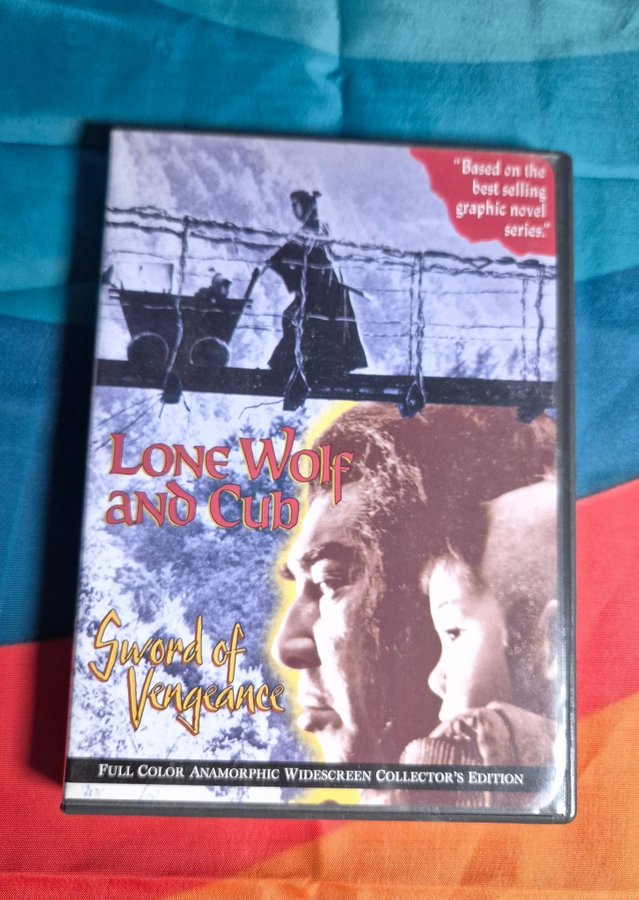 "Based on the
best selling
graphic novel
series."
Lone Wolf
and Cub
Sword of
Vengeance
Full Color Anamorphic Widescreen Collector's Edition